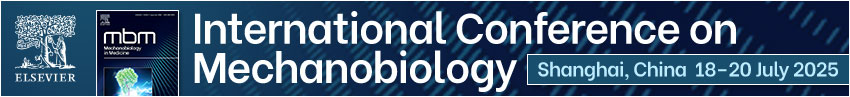 ELSEVIER
mbm
Mechanobiology
in Medicine
International Conference on
Mechanobiology
Shanghai, China 18–20 July 2025